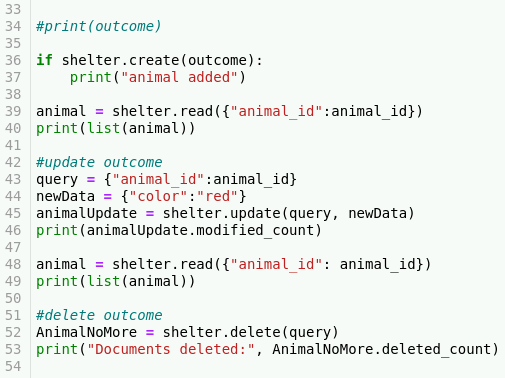 33
34 #print(outcome)
35
36 if shelter.create(outcome):
37     print("animal added")
38
39 animal = shelter.read({"animal_id":animal_id})
40 print(list(animal))
41
42 #update outcome
43 query = {"animal_id":animal_id}
44 newData = {"color":"red"}
45 animalUpdate = shelter.update(query, newData)
46 print(animalUpdate.modified_count)
47
48 animal = shelter.read({"animal_id": animal_id})
49 print(list(animal))
50
51 #delete outcome
52 AnimalNoMore = shelter.delete(query)
53 print("Documents deleted:", AnimalNoMore.deleted_count)
54